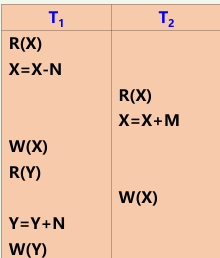 T₁ T₂
R(X)
X=X-N
R(X)
X=X+M
W(X)
R(Y)
W(X)
Y=Y+N
W(Y)